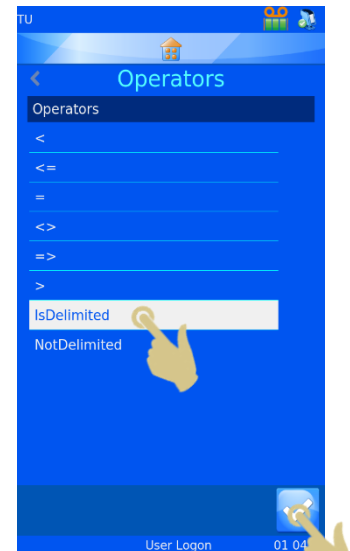 TU
Operators
Operators
<
<=
=
<>
=>
>
IsDelimited
NotDelimited
User Logon
01 04